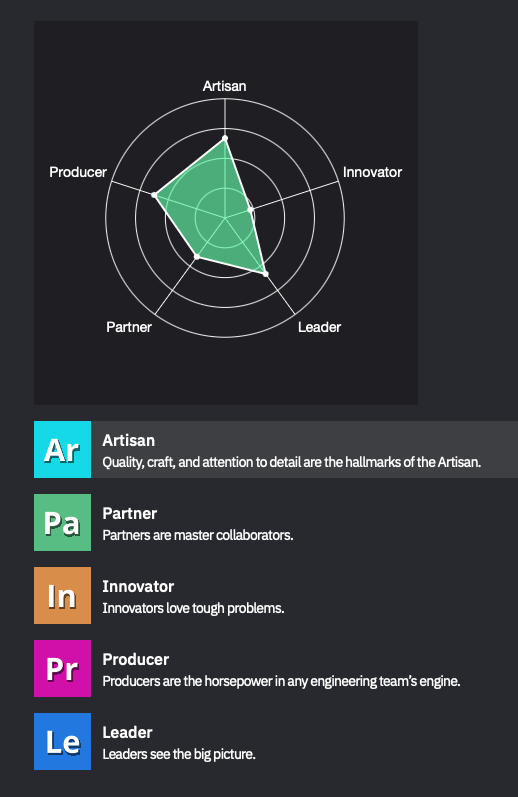 Artisan
Producer
Innovator
Partner
Leader
Ar
Artisan
Quality, craft, and attention to detail are the hallmarks of the Artisan.
Pa
Partner
Partners are master collaborators.
In
Innovator
Innovators love tough problems.
Pr
Producer
Producers are the horsepower in any engineering team’s engine.
Le
Leader
Leaders see the big picture.